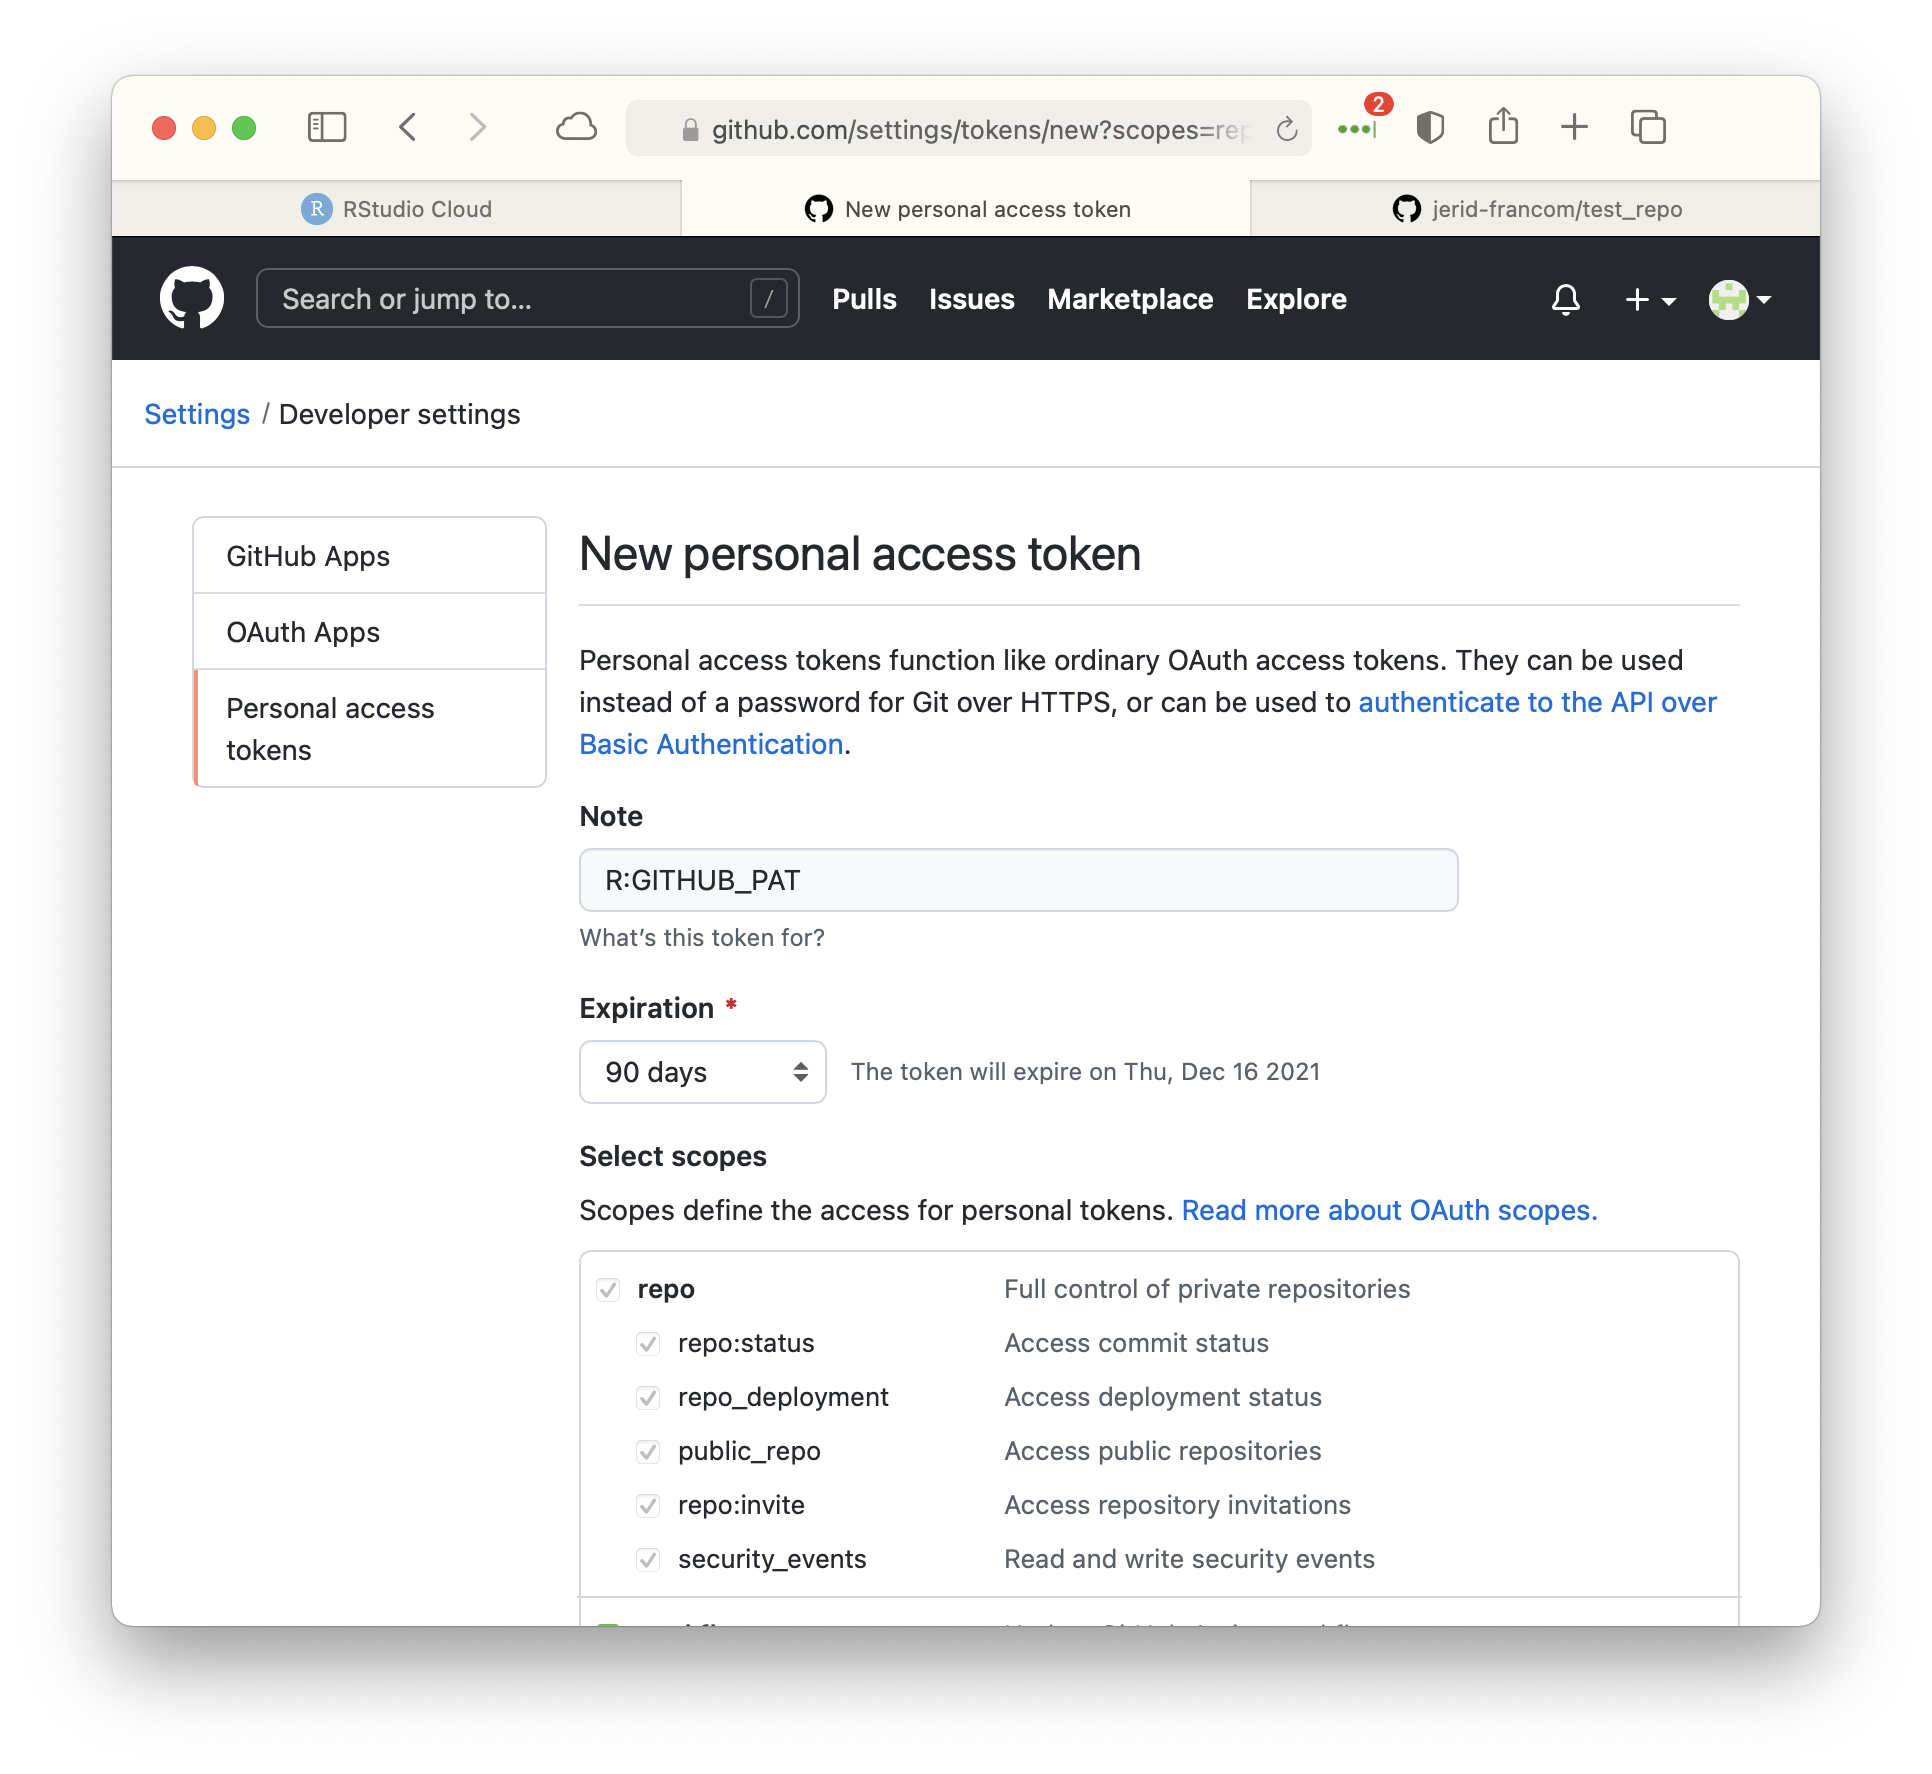 github.com/settings/tokens/new?scopes=rep
2
RStudio Cloud
New personal access token
jerid-francom/test_repo
Search or jump to...
/
Pulls
Issues
Marketplace
Explore
Settings / Developer settings
GitHub Apps
OAuth Apps
Personal access
tokens
New personal access token
Personal access tokens function like ordinary OAuth access tokens. They can be used
instead of a password for Git over HTTPS, or can be used to authenticate to the API over
Basic Authentication.
Note
R:GITHUB_PAT
What's this token for?
Expiration *
90 days
The token will expire on Thu, Dec 16 2021
Select scopes
Scopes define the access for personal tokens. Read more about OAuth scopes.
repo Full control of private repositories
repo:status Access commit status
repo_deployment Access deployment status
public_repo Access public repositories
repo:invite Access repository invitations
security_events Read and write security events